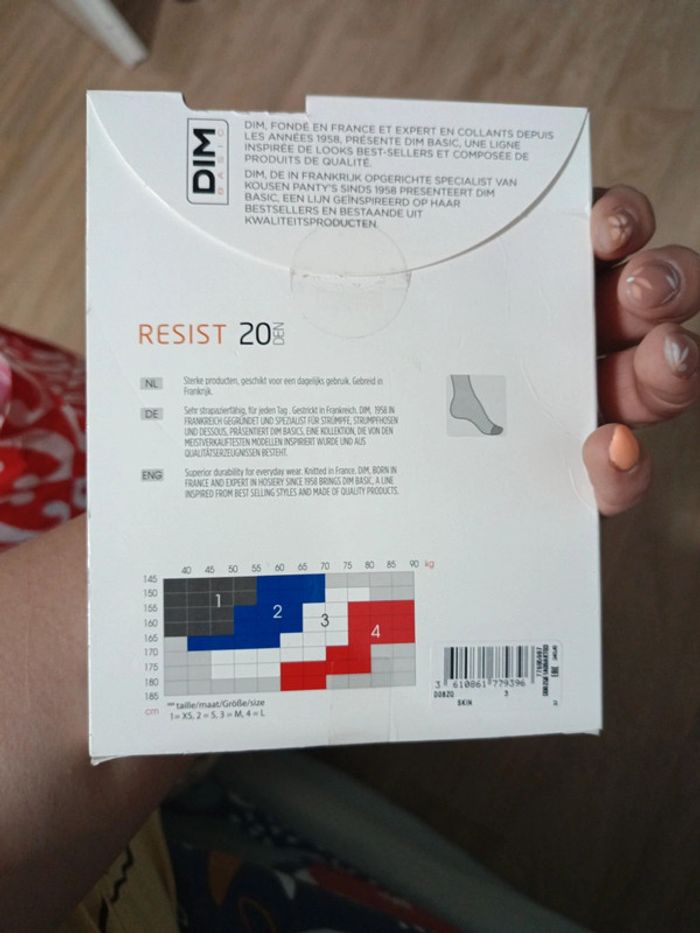 DIM
BASIC
DIM, FONDÉ EN FRANCE ET EXPERT EN COLLANTS DEPUIS
LES ANNÉES 1958, PRÉSENTE DIM BASIC, UNE LIGNE
INSPIRÉE DE LOOKS BEST-SELLERS ET COMPOSÉE DE
PRODUITS DE QUALITÉ.
DIM, DE IN FRANKRIJK OPGERICHTE SPECIALIST VAN
KOUSEN PANTY'S SINDS 1958 PRESENTEERT DIM
BASIC, EEN LIJN GEÏNSPIREERD OP HAAR
BESTSELLERS EN BESTAANDE UIT
KWALITEITSPRODUCTEN.
RESIST 20 DEN
NL
Sterke producten, geschikt voor een dagelijks gebruik. Gebreid in
Frankrijk.
DE
Sehr strapazierfähig, für jeden Tag. Gestrickt in Frankreich. DIM, 1958 IN
FRANKREICH GEGRÜNDET UND SPEZIALIST FÜR STRÜMPFE, STRUMPFHOSEN
UND DESSOUS, PRÄSENTIERT DIM BASICS, EINE KOLLEKTION, DIE VON DEN
MEISTVERKAUFTESTEN MODELLEN INSPIRIERT WURDE UND AUS
QUALITÄTSERZEUGNISSEN BESTEHT.
ENG
Superior durability for everyday wear. Knitted in France. DIM, BORN IN
FRANCE AND EXPERT IN HOSIERY SINCE 1958 BRINGS DIM BASIC, A LINE
INSPIRED FROM BEST SELLING STYLES AND MADE OF QUALITY PRODUCTS.
40 45 50 55 60 65 70 75 80 85 90 kg
145
150
155
160
165
170
175
180
185
cm
1
2
3
4
taille/maat/Größe/size
1 = XS, 2 = S, 3 = M, 4 = L
3 610861 779396
D08ZQ 3
SKIN